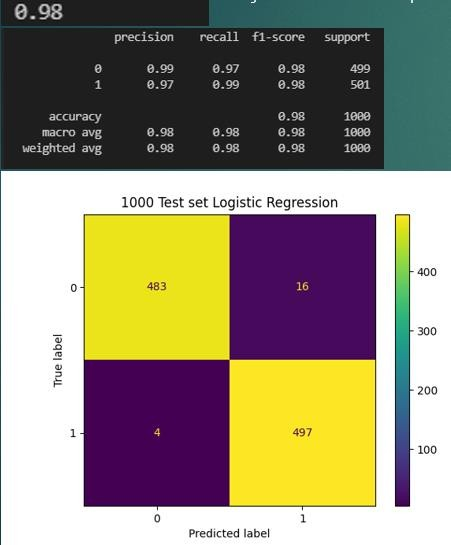 0.98
precision recall f1-score support
0 0.99 0.97 0.98 499
1 0.97 0.99 0.98 501
accuracy 0.98 1000
macro avg 0.98 0.98 0.98 1000
weighted avg 0.98 0.98 0.98 1000
1000 Test set Logistic Regression
True label
0 483 16
1 4 497
0 1
Predicted label
400
300
200
100